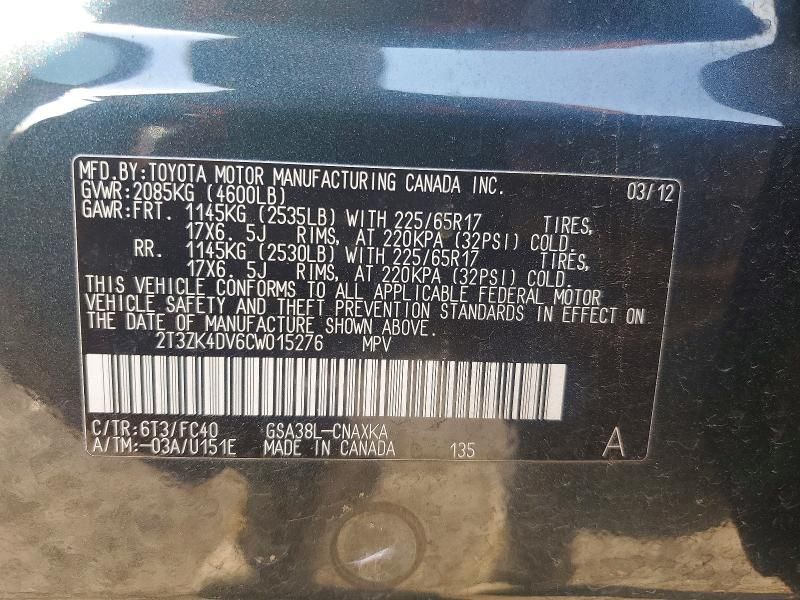 MFD.BY:TOYOTA MOTOR MANUFACTURING CANADA INC. 03/12
GVWR:2085KG (4600LB)
GAWR:FRT. 1145KG (2535LB) WITH 225/65R17 TIRES,
17X6.5J RIMS, AT 220KPA (32PSI) COLD.
RR. 1145KG (2530LB) WITH 225/65R17 TIRES,
17X6.5J RIMS, AT 220KPA (32PSI) COLD.
THIS VEHICLE CONFORMS TO ALL APPLICABLE FEDERAL MOTOR
VEHICLE SAFETY AND THEFT PREVENTION STANDARDS IN EFFECT ON
THE DATE OF MANUFACTURE SHOWN ABOVE.
2T3ZK4DV6CW015276 MPV
C/TR:6T3/FC40 GSA38L-CNAXKA
A/TM:-03A/U151E MADE IN CANADA 135 A